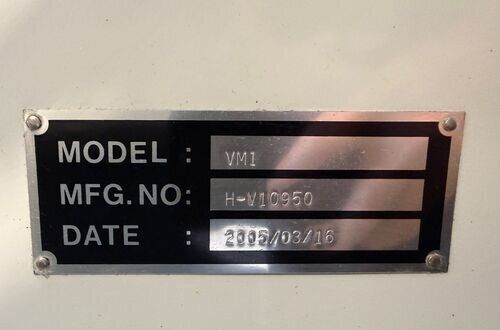 MODEL : VM1
MFG. NO: H-V10950
DATE : 2005/03/16